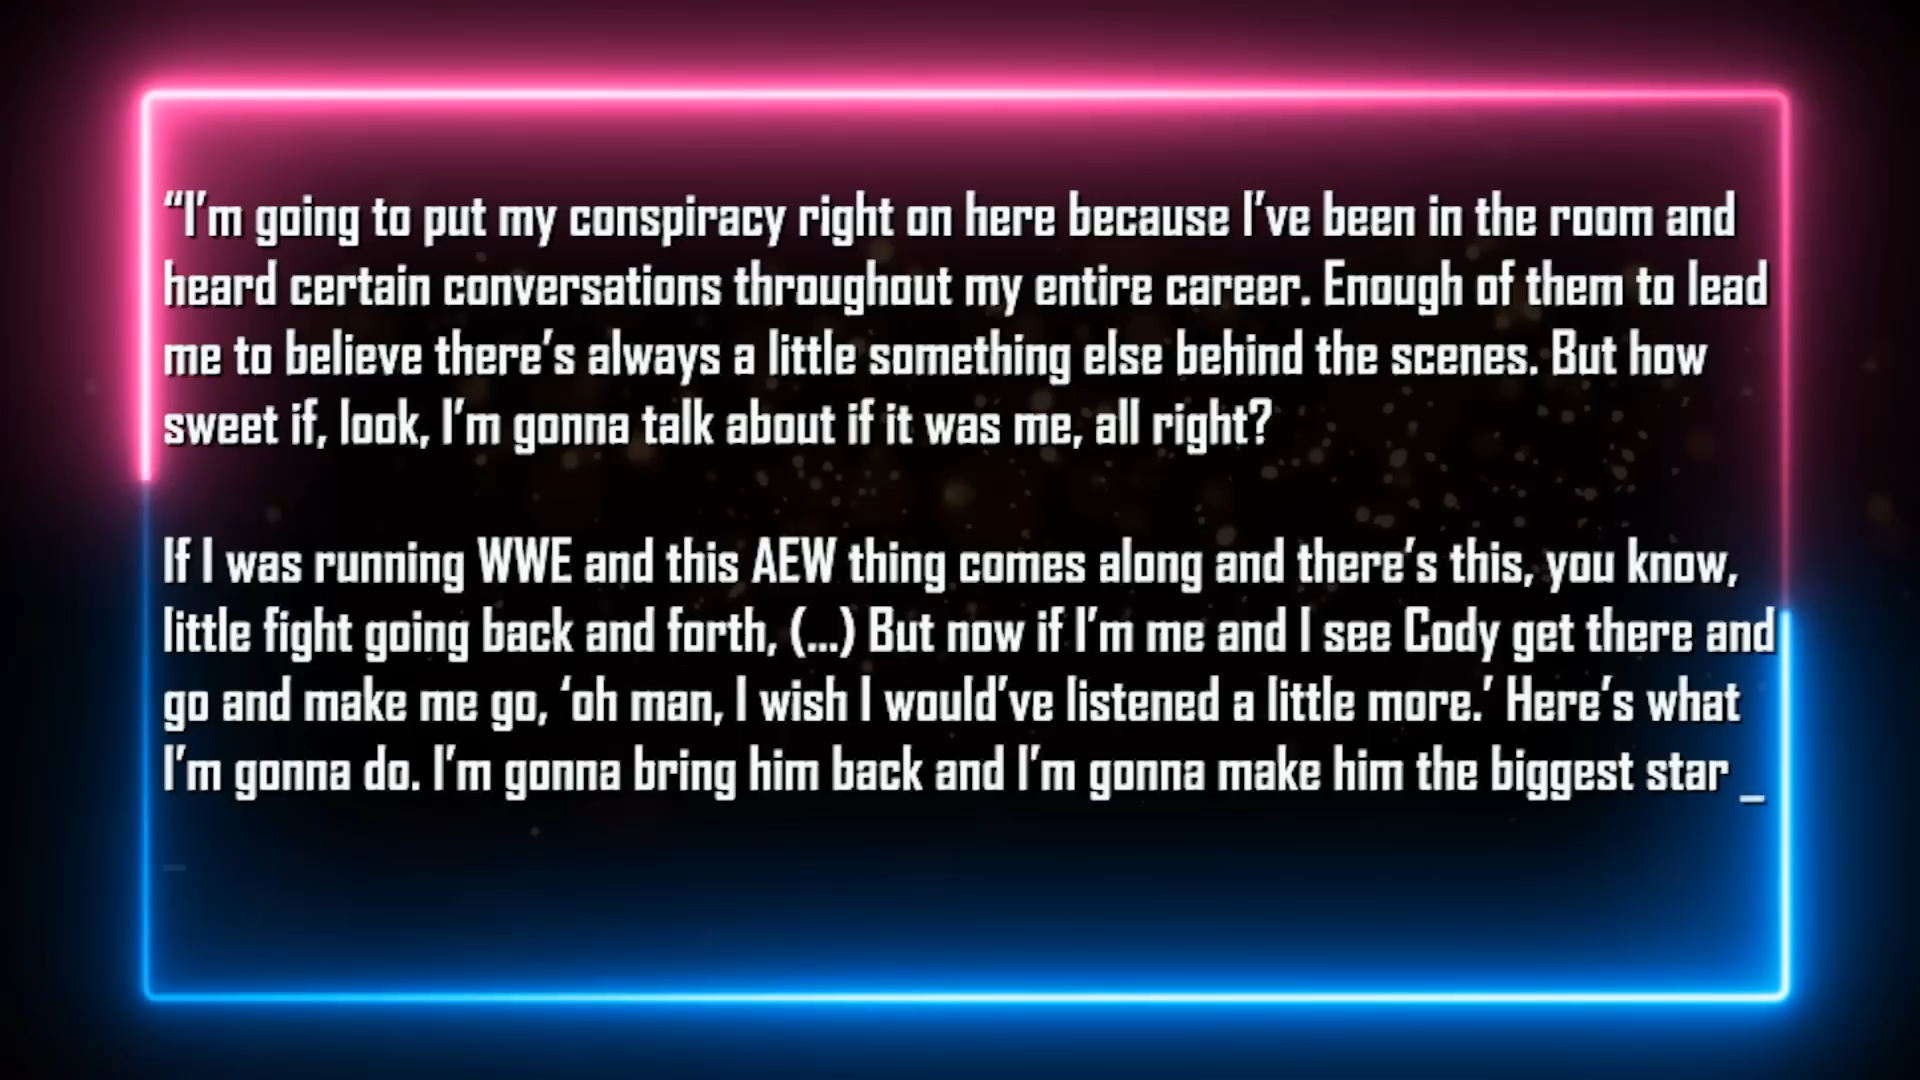 “I’m going to put my conspiracy right on here because I’ve been in the room and
heard certain conversations throughout my entire career. Enough of them to lead
me to believe there’s always a little something else behind the scenes. But how
sweet if, look, I’m gonna talk about if it was me, all right?
If I was running WWE and this AEW thing comes along and there’s this, you know,
little fight going back and forth, (...) But now if I’m me and I see Cody get there and
go and make me go, ‘oh man, I wish I would’ve listened a little more.’ Here’s what
I’m gonna do. I’m gonna bring him back and I’m gonna make him the biggest star _